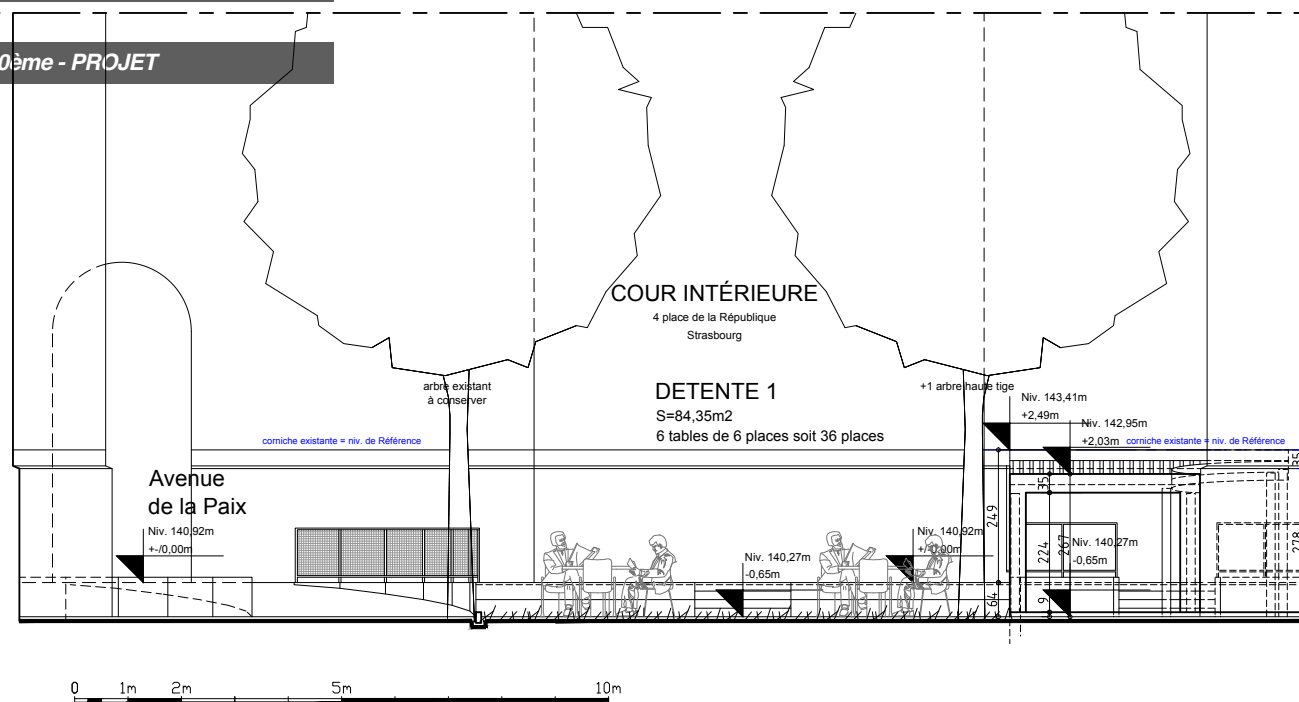 0ème - PROJET
COUR INTÉRIEURE
4 place de la République
Strasbourg
arbre existant
à conserver
DETENTE 1
S=84,35m2
6 tables de 6 places soit 36 places
+1 arbre haute tige
Niv. 143,41m
+2,49m
Niv. 142,95m
+2,03m
corniche existante = niv. de Référence
corniche existante = niv. de Référence
Avenue
de la Paix
Niv. 140,92m
+-/0,00m
Niv. 140,27m
-0,65m
Niv. 140,92m
+/-0,00m
Niv. 140,27m
-0,65m
249
64
35
224
267
9
35
278
0 1m 2m 5m 10m